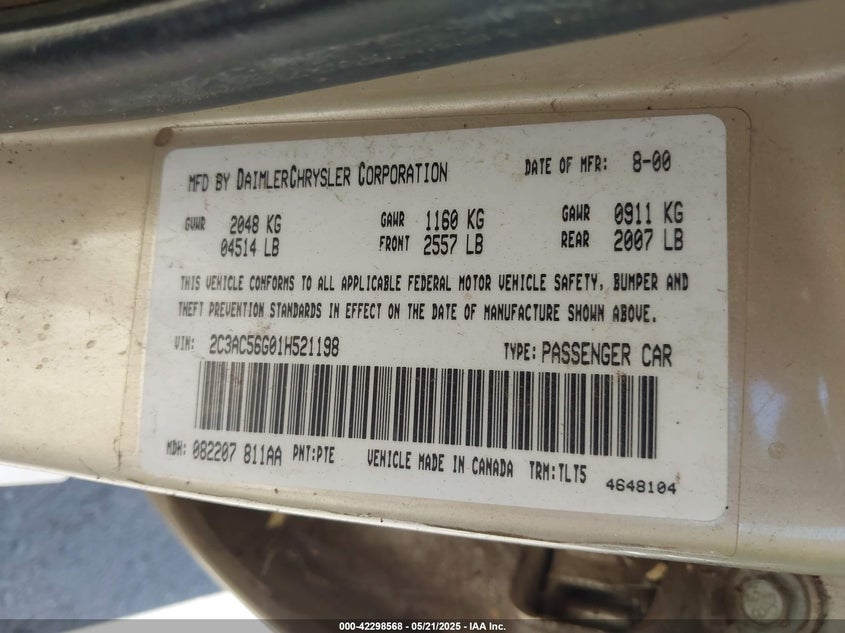 MFD BY DAIMLERCHRYSLER CORPORATION DATE OF MFR: 8-00
GVWR 2048 KG GAWR 1160 KG GAWR 0911 KG
04514 LB FRONT 2557 LB REAR 2007 LB
THIS VEHICLE CONFORMS TO ALL APPLICABLE FEDERAL MOTOR VEHICLE SAFETY, BUMPER AND
THEFT PREVENTION STANDARDS IN EFFECT ON THE DATE OF MANUFACTURE SHOWN ABOVE.
VIN: 2C3AC56G01H521198 TYPE: PASSENGER CAR
MDH: 082207 811AA PNT:PTE VEHICLE MADE IN CANADA TRM:TLT5
4648104
000-42298568 - 05/21/2025 - IAA Inc.